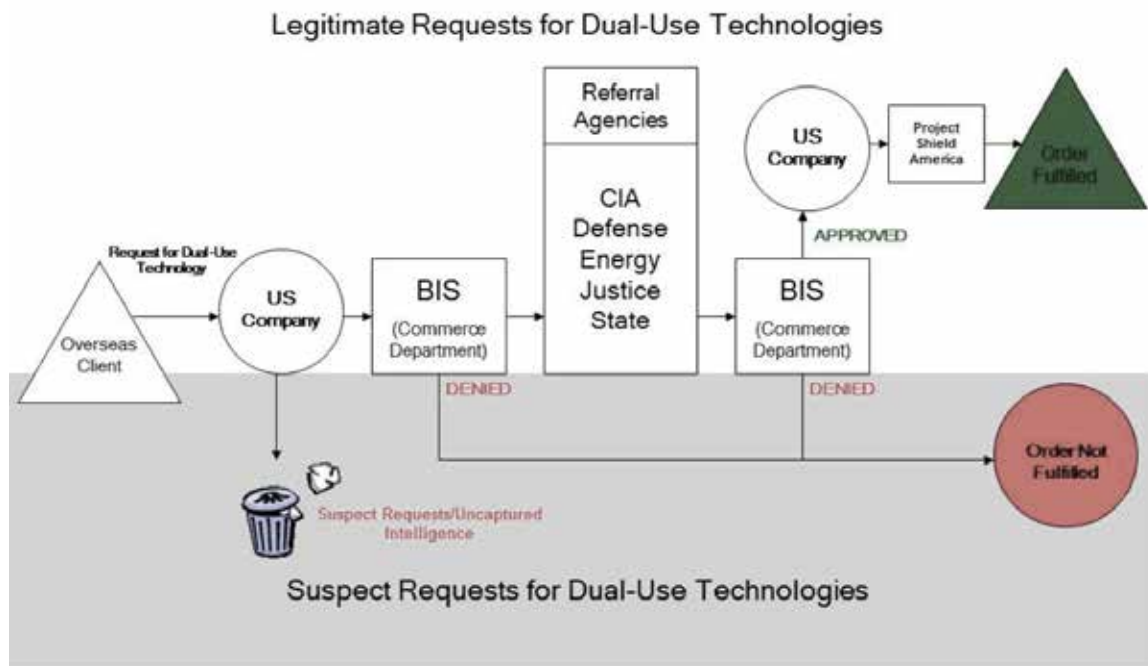 Legitimate Requests for Dual-Use Technologies
Referral
Agencies
CIA
Defense
Energy
Justice
State
US
Company
Project
Shield
America
Order
Fulfilled
APPROVED
Request for Dual-Use
Technology
Overseas
Client
US
Company
BIS
(Commerce
Department)
BIS
(Commerce
Department)
DENIED
DENIED
Order Not
Fulfilled
Suspect Requests/Uncaptured
Intelligence
Suspect Requests for Dual-Use Technologies